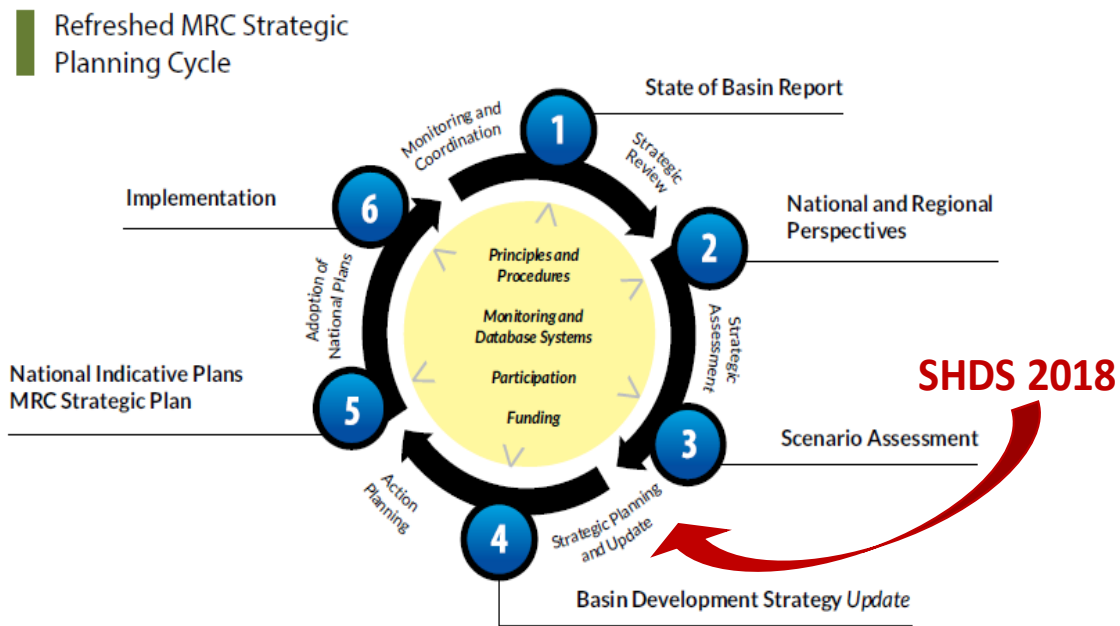 Refreshed MRC Strategic
Planning Cycle
1
State of Basin Report
Strategic
Review
2
National and Regional
Perspectives
Strategic
Assessment
SHDS 2018
3
Scenario Assessment
Strategic Planning
and Update
4
Basin Development Strategy Update
Action
Planning
5
National Indicative Plans
MRC Strategic Plan
Adoption of
National Plans
6
Implementation
Monitoring and
Coordination
Principles and
Procedures
Monitoring and
Database Systems
Participation
Funding